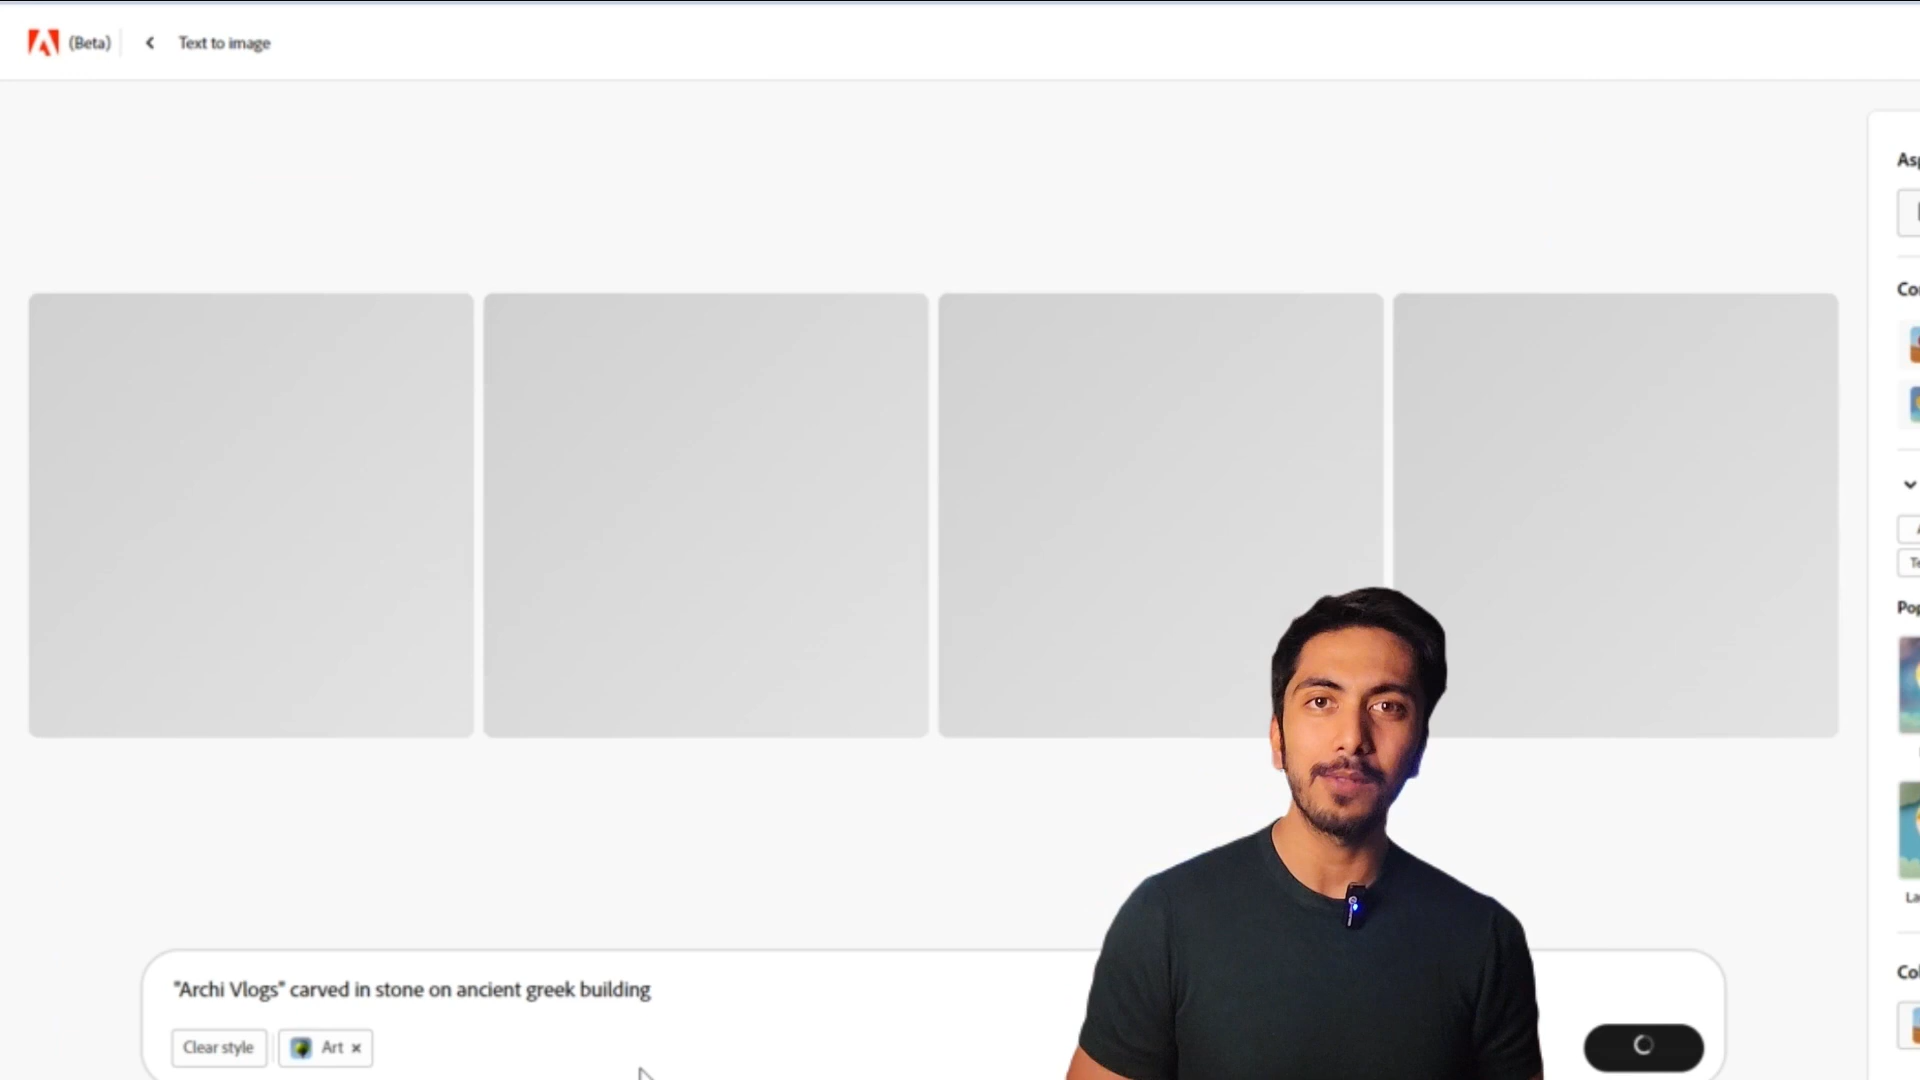 (Beta)
Text to image
"Archi Vlogs" carved in stone on ancient greek building
Clear style
Art ×